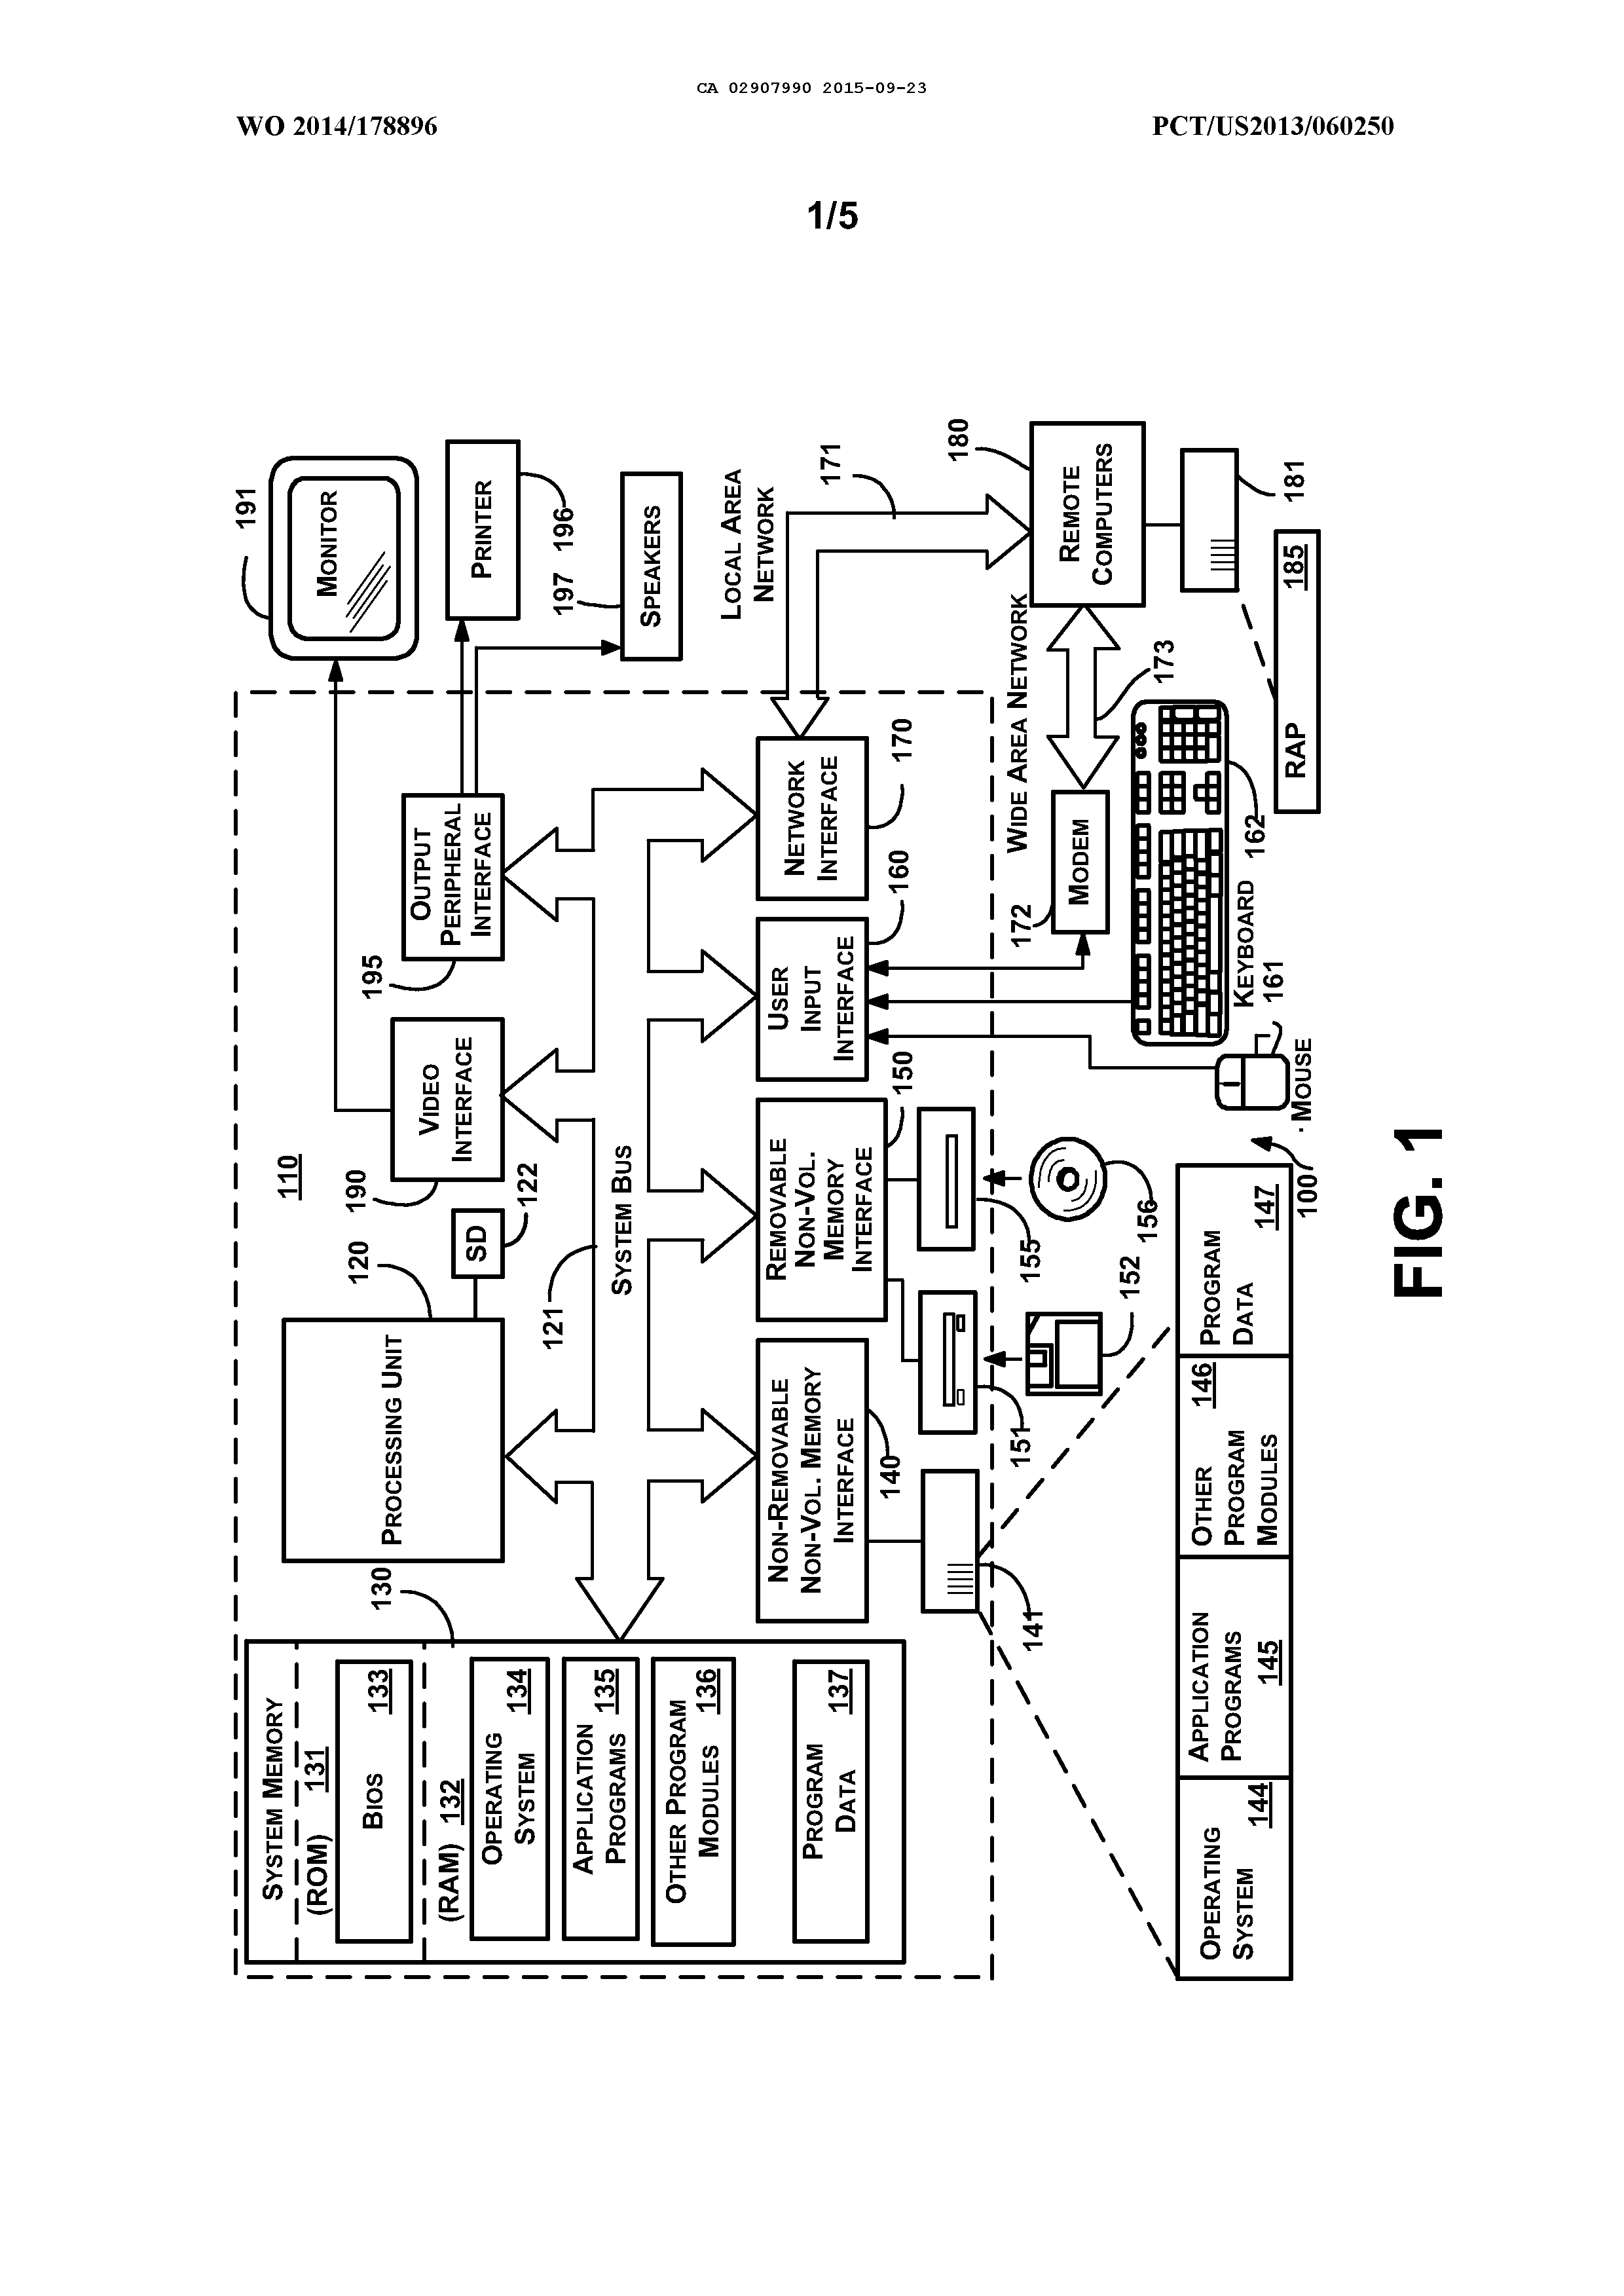 CA 02907990 2015-09-23
WO 2014/178896
PCT/US2013/060250
1/5
SYSTEM MEMORY
(ROM) 131
BIOS 133
(RAM) 132
OPERATING
SYSTEM 134
APPLICATION
PROGRAMS 135
OTHER PROGRAM
MODULES 136
PROGRAM
DATA 137
130
110
120
PROCESSING UNIT
SD
122
190
VIDEO
INTERFACE
195
OUTPUT
PERIPHERAL
INTERFACE
191
MONITOR
PRINTER
196
197
SPEAKERS
121
SYSTEM BUS
LOCAL AREA
NETWORK
171
NON-REMOVABLE
NON-VOL. MEMORY
INTERFACE
140
REMOVABLE
NON-VOL.
MEMORY
INTERFACE
150
USER
INPUT
INTERFACE
160
NETWORK
INTERFACE
170
141
151
155
152
156
WIDE AREA NETWORK
172
MODEM
173
180
REMOTE
COMPUTERS
181
RAP 185
KEYBOARD
162
161
MOUSE
100
OPERATING
SYSTEM 144
APPLICATION
PROGRAMS 145
OTHER
PROGRAM
MODULES
146
PROGRAM
DATA
147
FIG. 1